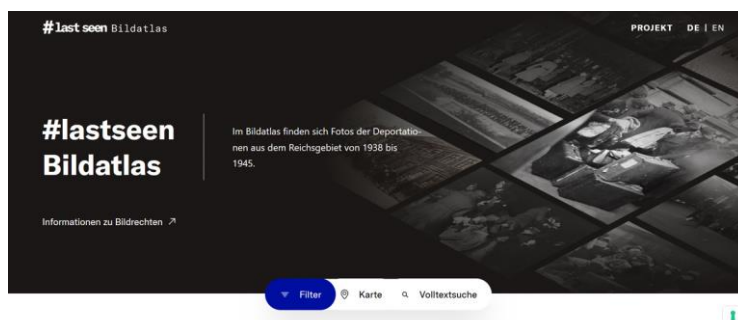 #last seen Bildatlas
PROJEKT DE | EN
#lastseen
Bildatlas
Im Bildatlas finden sich Fotos der Deportatio-
nen aus dem Reichsgebiet von 1938 bis
1945.
Informationen zu Bildrechten ↗
Filter Karte Volltextsuche